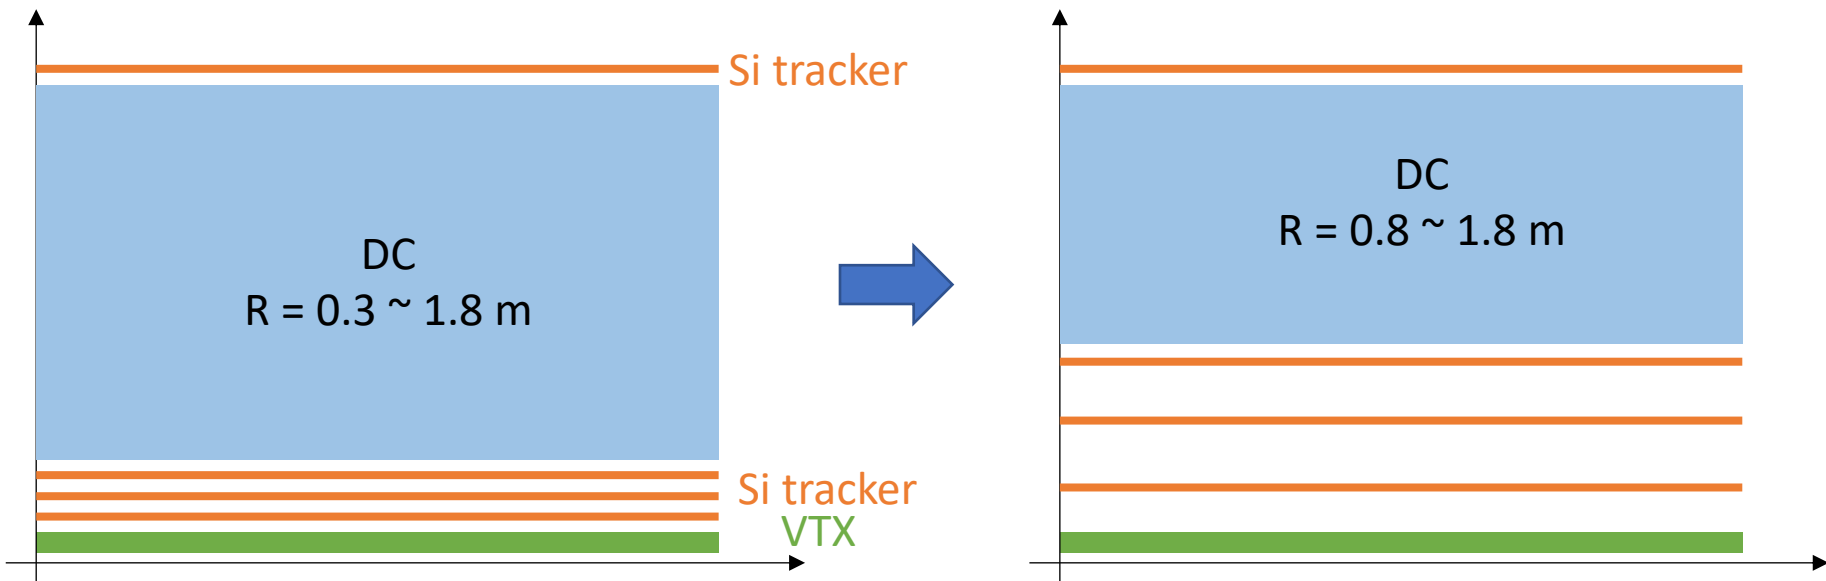 Si tracker
DC
R = 0.3 ~ 1.8 m
Si tracker
VTX
DC
R = 0.8 ~ 1.8 m